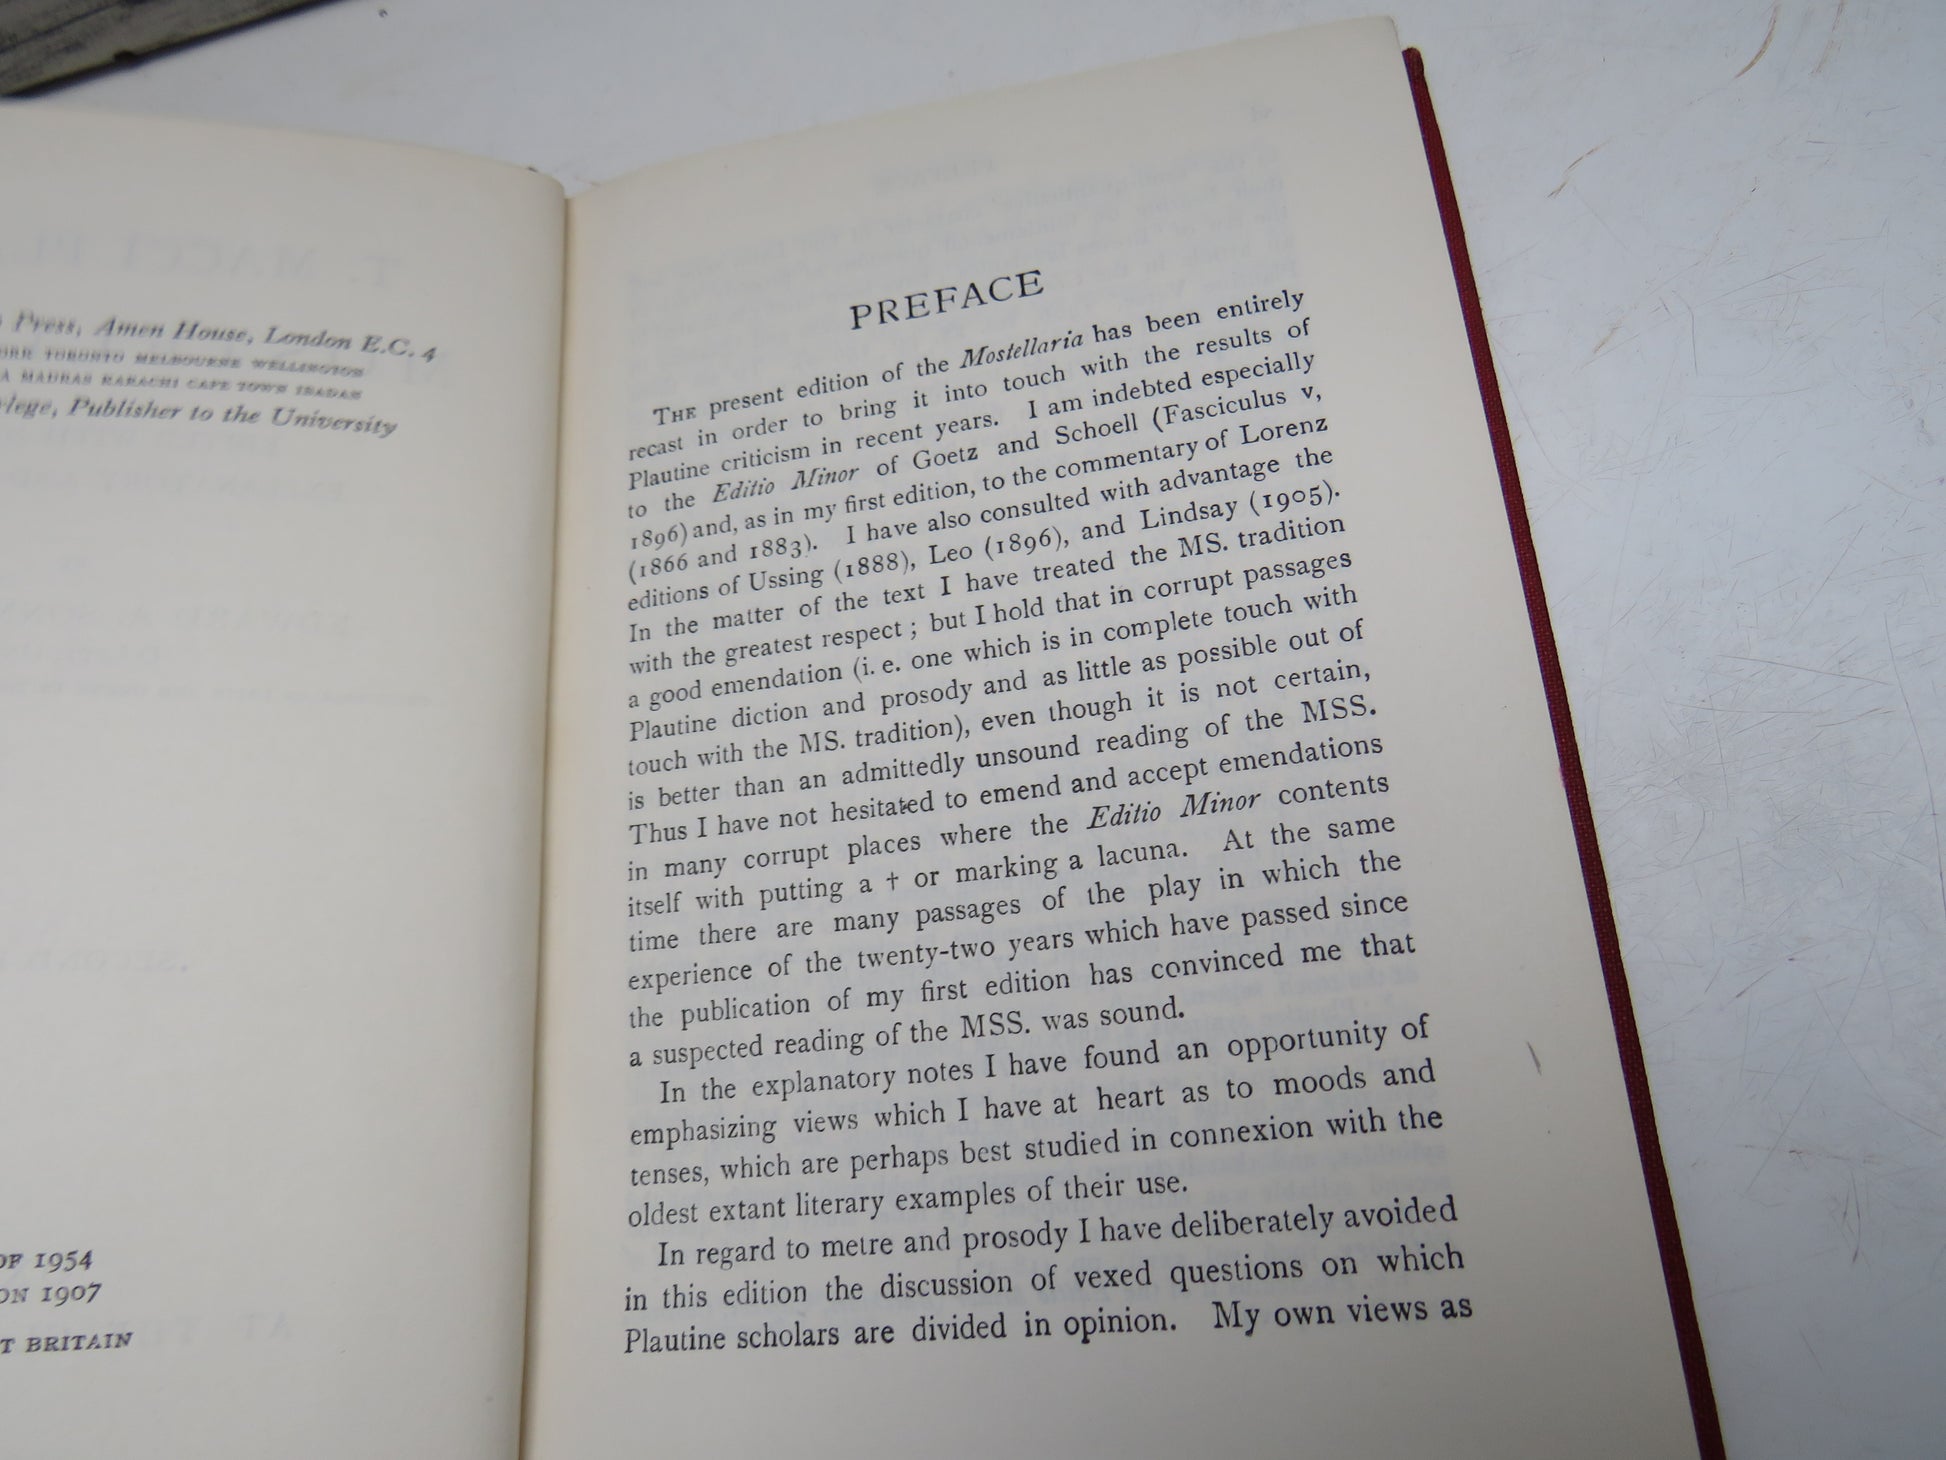 Press, Amen House, London E.C. 4
TORONTO MELBOURNE WELLINGTON
A MADRAS KARACHI CAPE TOWN IBADAN
Publisher to the University
OF 1954
ON 1907
T BRITAIN
PREFACE
THE present edition of the Mostellaria has been entirely
recast in order to bring it into touch with the results of
Plautine criticism in recent years. I am indebted especially
to the Editio Minor of Goetz and Schoell (Fasciculus v,
1896) and, as in my first edition, to the commentary of Lorenz
(1866 and 1883). I have also consulted with advantage the
editions of Ussing (1888), Leo (1896), and Lindsay (1905).
In the matter of the text I have treated the MS. tradition
with the greatest respect; but I hold that in corrupt passages
a good emendation (i. e. one which is in complete touch with
Plautine diction and prosody and as little as possible out of
touch with the MS. tradition), even though it is not certain,
is better than an admittedly unsound reading of the MSS.
Thus I have not hesitated to emend and accept emendations
in many corrupt places where the Editio Minor contents
itself with putting a † or marking a lacuna. At the same
time there are many passages of the play in which the
experience of the twenty-two years which have passed since
the publication of my first edition has convinced me that
a suspected reading of the MSS. was sound.
In the explanatory notes I have found an opportunity of
emphasizing views which I have at heart as to moods and
tenses, which are perhaps best studied in connexion with the
oldest extant literary examples of their use.
In regard to metre and prosody I have deliberately avoided
in this edition the discussion of vexed questions on which
Plautine scholars are divided in opinion. My own views as